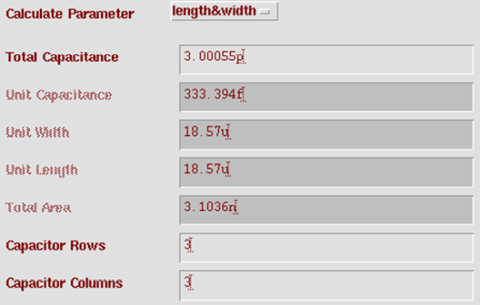 Calculate Parameter length&width
Total Capacitance 3.00055p
Unit Capacitance 333.394f
Unit Width 18.57u
Unit Length 18.57u
Total Area 3.1036n
Capacitor Rows 3
Capacitor Columns 3